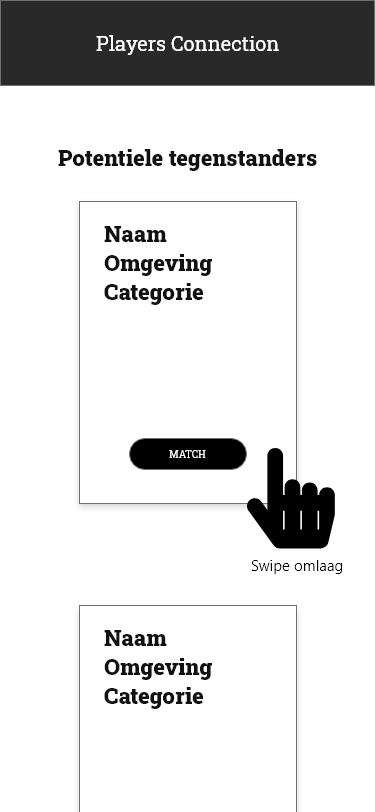 Players Connection
Potentiele tegenstanders
Naam
Omgeving
Categorie
MATCH
Swipe omlaag
Naam
Omgeving
Categorie